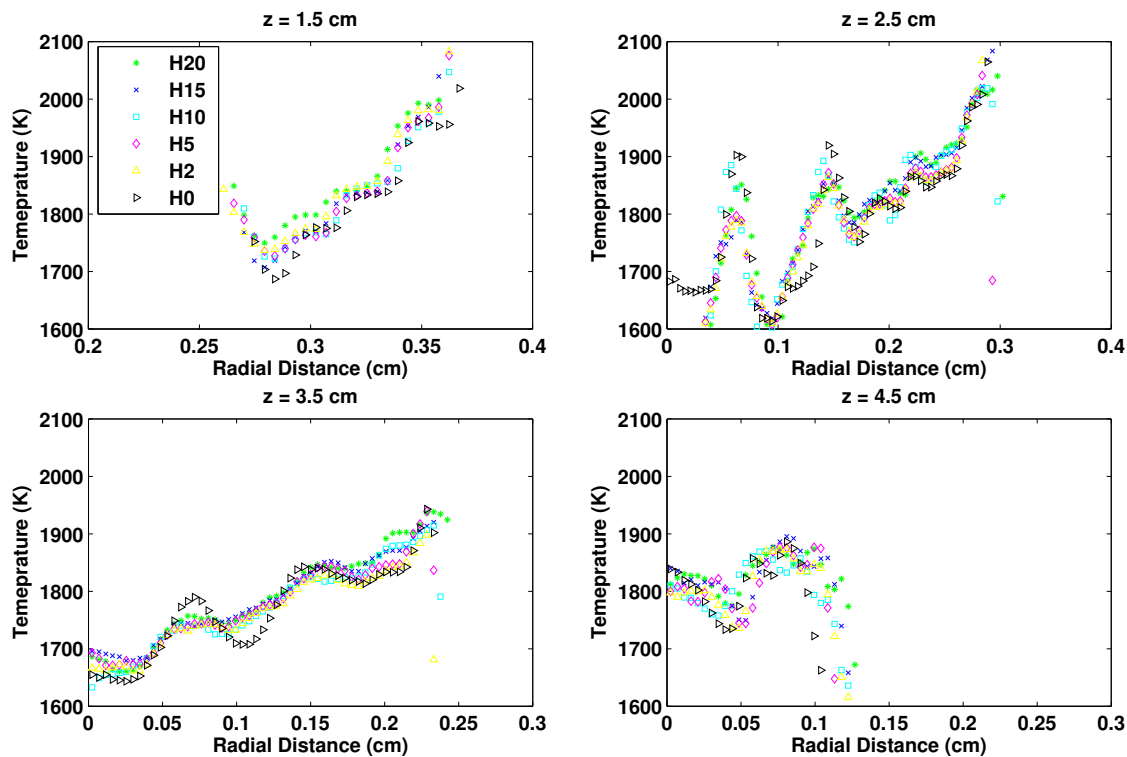 z = 1.5 cm
2100
2000
1900
1800
1700
1600
Temeprature (K)
0.2
0.3
0.4
Radial Distance (cm)
H20
H15
H10
H5
H2
H0
z = 2.5 cm
2100
2000
1900
1800
1700
1600
Temeprature (K)
0
0.1
0.2
0.3
0.4
Radial Distance (cm)
z = 3.5 cm
2100
2000
1900
1800
1700
1600
Temeprature (K)
0
0.05
0.1
0.15
0.2
0.25
0.3
Radial Distance (cm)
z = 4.5 cm
2100
2000
1900
1800
1700
1600
Temeprature (K)
0
0.05
0.1
0.15
0.2
0.25
0.3
Radial Distance (cm)